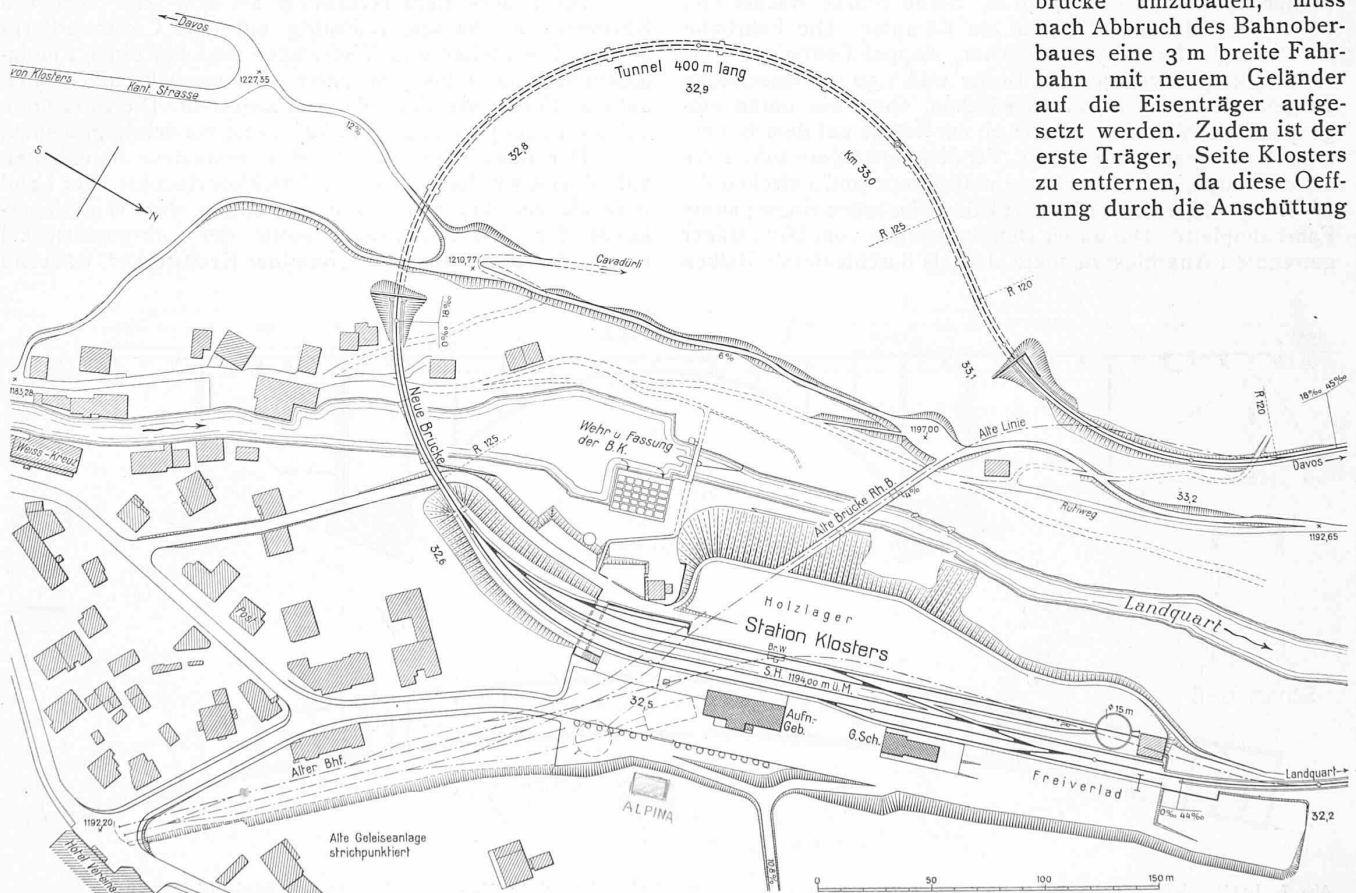 brücke umzubauen, muss
nach Abbruch des Bahnober-
baues eine 3 m breite Fahr-
bahn mit neuem Geländer
auf die Eisenträger aufge-
setzt werden. Zudem ist der
erste Träger, Seite Klosters
zu entfernen, da diese Oeff-
nung durch die Anschüttung
Davos
von Klosters
Kant. Strasse
1227,55
12%
S
N
Tunnel 400 m lang
32,9
32,8
Km 33,0
R 125
R 120
1210,77
Cavadürli
0‰ 18‰
6%
33,1
R 120
18‰ 45‰
1183,28
Neue Brücke
R 125
Wehr u. Fassung
der B.K.
1197,00
Alte Linie
Davos
Weiss-Kreuz
Alte Brücke Rh. B.
33,2
Rütiweg
1192,65
32,6
Landquart
Post
Holzlager
Station Klosters
Br.W.
S.H. 1194,00 m ü. M.
32,5
Aufn.-
Geb.
G.Sch.
⌀ 15 m
Alter Bhf.
Freiverlad
Landquart
ALPINA
0‰ 44‰
32,2
1192,20
Hotel Vereina
Alte Geleiseanlage
strichpunktiert
10,8%
0 50 100 150 m